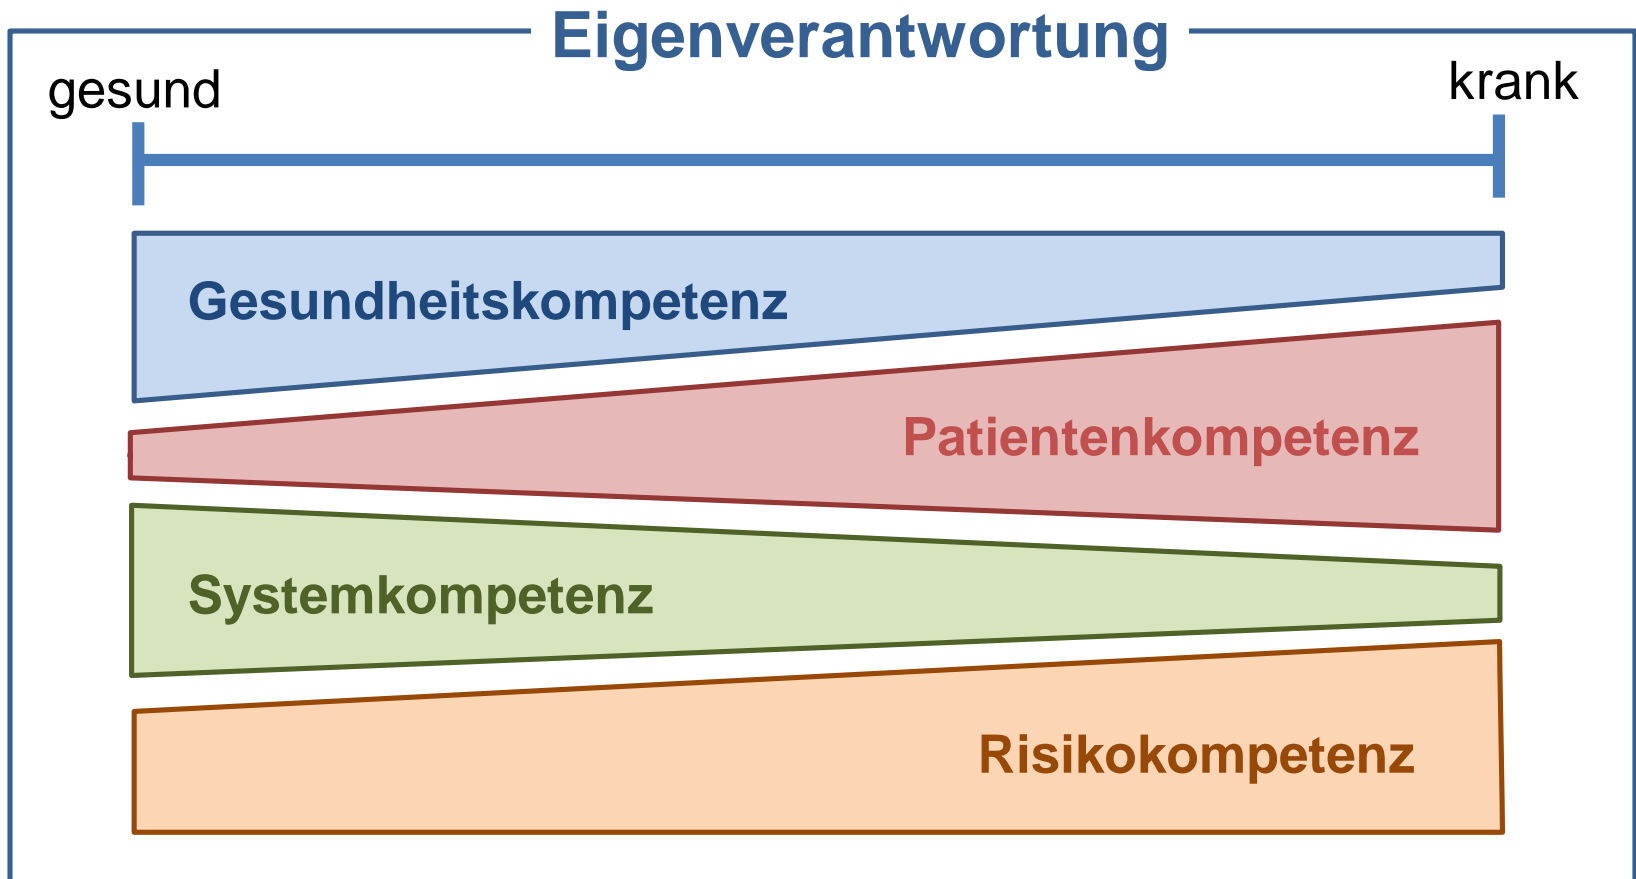 Eigenverantwortung
gesund
krank
Gesundheitskompetenz
Patientenkompetenz
Systemkompetenz
Risikokompetenz